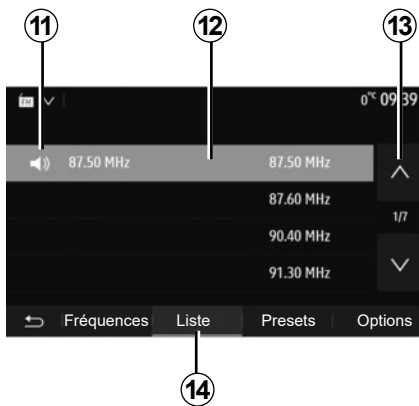 11 12 13
FM 0°C 09:39
87.50 MHz 87.50 MHz
87.60 MHz
1/7
90.40 MHz
91.30 MHz
Fréquences Liste Presets Options
14